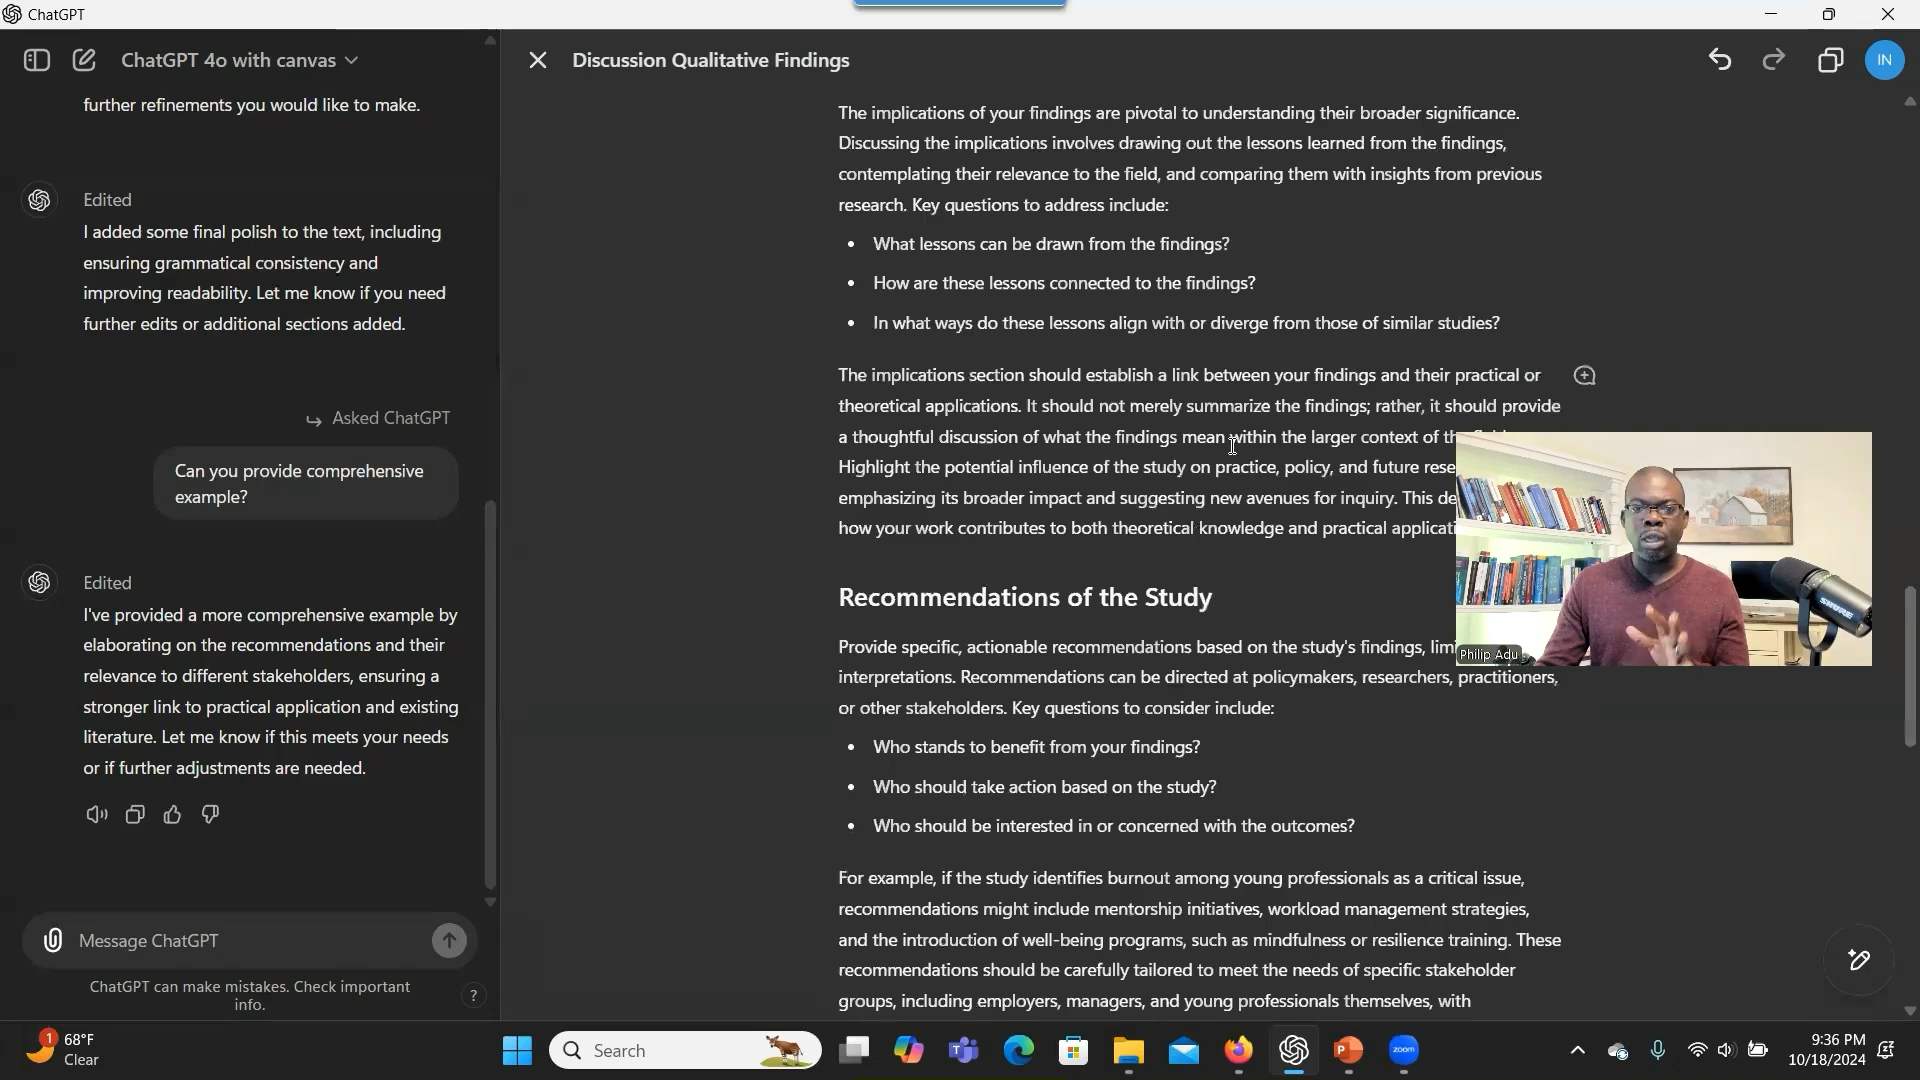 ChatGPT
ChatGPT 4o with canvas
further refinements you would like to make.
Edited
I added some final polish to the text, including
ensuring grammatical consistency and
improving readability. Let me know if you need
further edits or additional sections added.
Asked ChatGPT
Can you provide comprehensive
example?
Edited
I've provided a more comprehensive example by
elaborating on the recommendations and their
relevance to different stakeholders, ensuring a
stronger link to practical application and existing
literature. Let me know if this meets your needs
or if further adjustments are needed.
Message ChatGPT
ChatGPT can make mistakes. Check important
info.
?
Discussion Qualitative Findings
IN
The implications of your findings are pivotal to understanding their broader significance.
Discussing the implications involves drawing out the lessons learned from the findings,
contemplating their relevance to the field, and comparing them with insights from previous
research. Key questions to address include:
• What lessons can be drawn from the findings?
• How are these lessons connected to the findings?
• In what ways do these lessons align with or diverge from those of similar studies?
The implications section should establish a link between your findings and their practical or
theoretical applications. It should not merely summarize the findings; rather, it should provide
a thoughtful discussion of what the findings mean within the larger context of
Highlight the potential influence of the study on practice, policy, and future
emphasizing its broader impact and suggesting new avenues for inquiry. This
how your work contributes to both theoretical knowledge and practical
Recommendations of the Study
Provide specific, actionable recommendations based on the study's findings,
interpretations. Recommendations can be directed at policymakers, researchers, practitioners,
or other stakeholders. Key questions to consider include:
• Who stands to benefit from your findings?
• Who should take action based on the study?
• Who should be interested in or concerned with the outcomes?
For example, if the study identifies burnout among young professionals as a critical issue,
recommendations might include mentorship initiatives, workload management strategies,
and the introduction of well-being programs, such as mindfulness or resilience training. These
recommendations should be carefully tailored to meet the needs of specific stakeholder
groups, including employers, managers, and young professionals themselves, with
SHURE
Philip Adu
1
68°F
Clear
Search
zoom
9:36 PM
10/18/2024